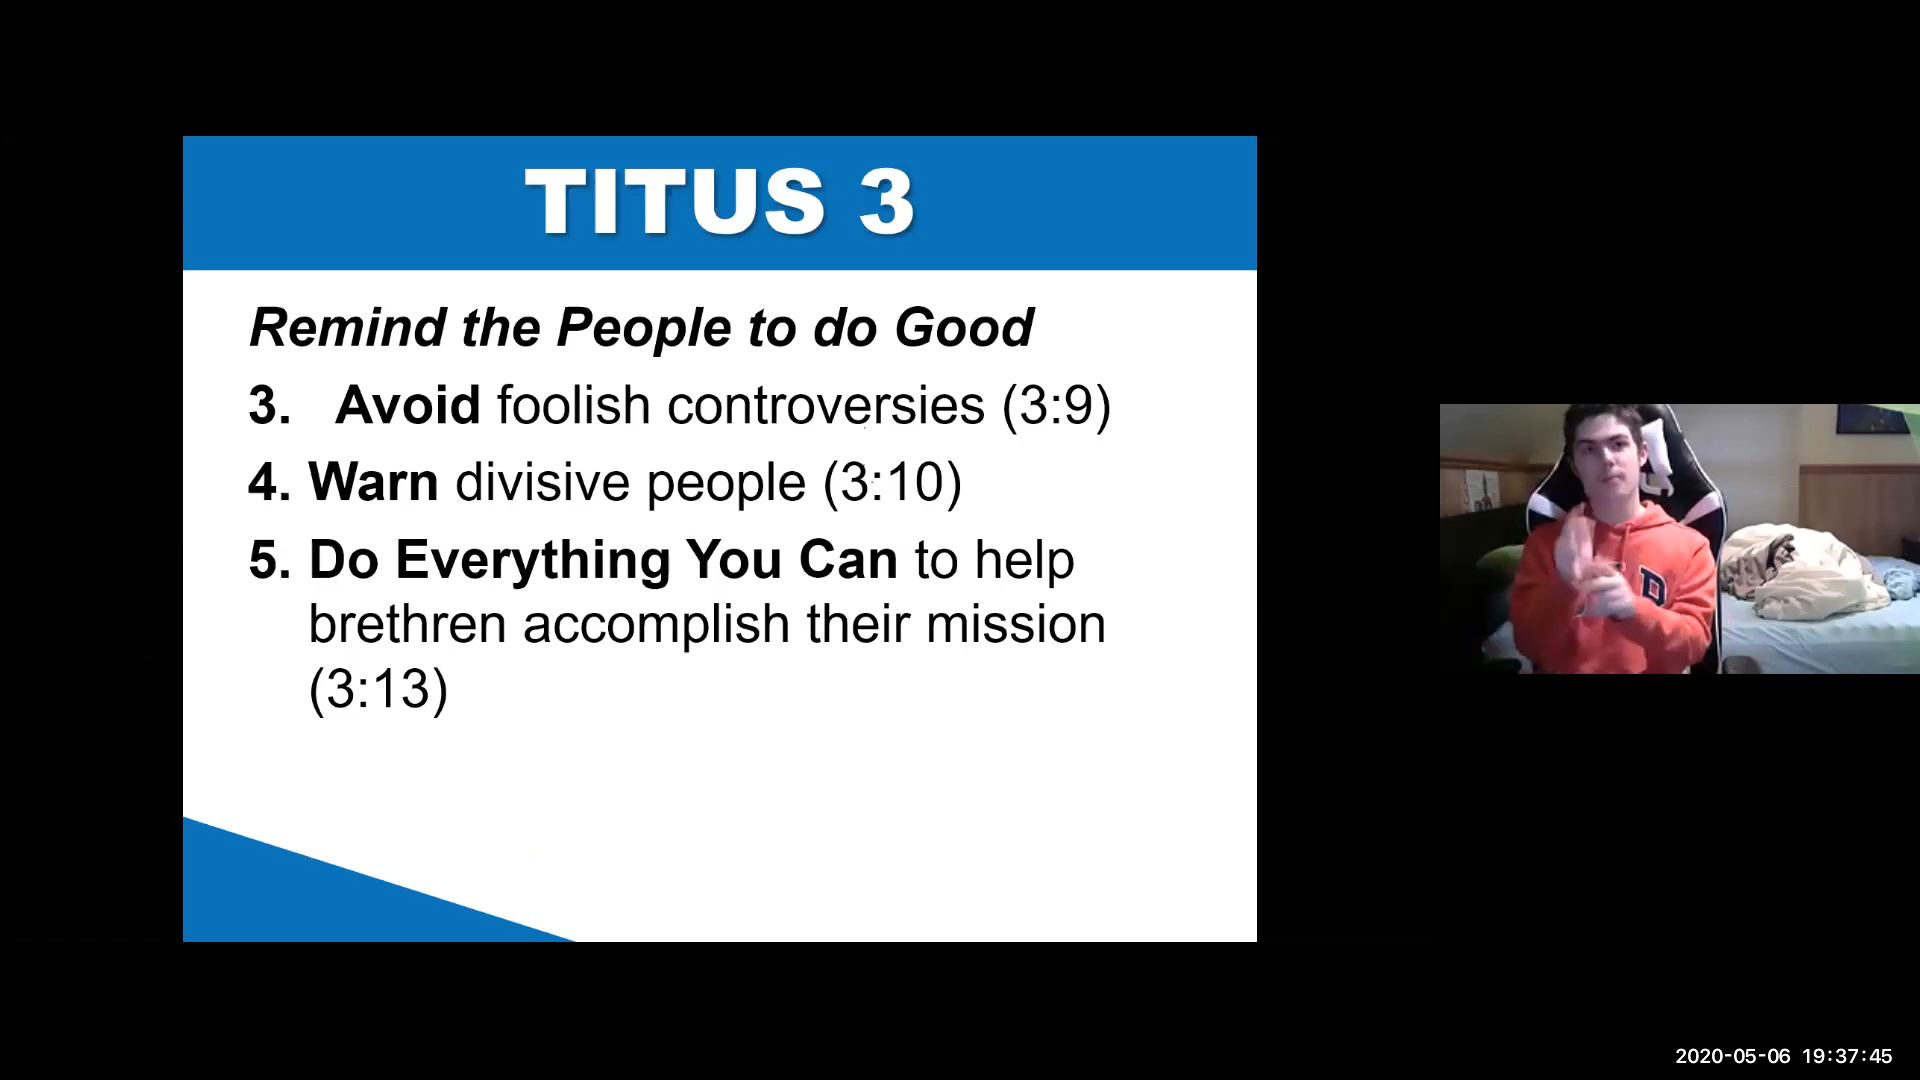 TITUS 3
Remind the People to do Good
3. Avoid foolish controversies (3:9)
4. Warn divisive people (3:10)
5. Do Everything You Can to help
brethren accomplish their mission
(3:13)
D
2020-05-06 19:37:45